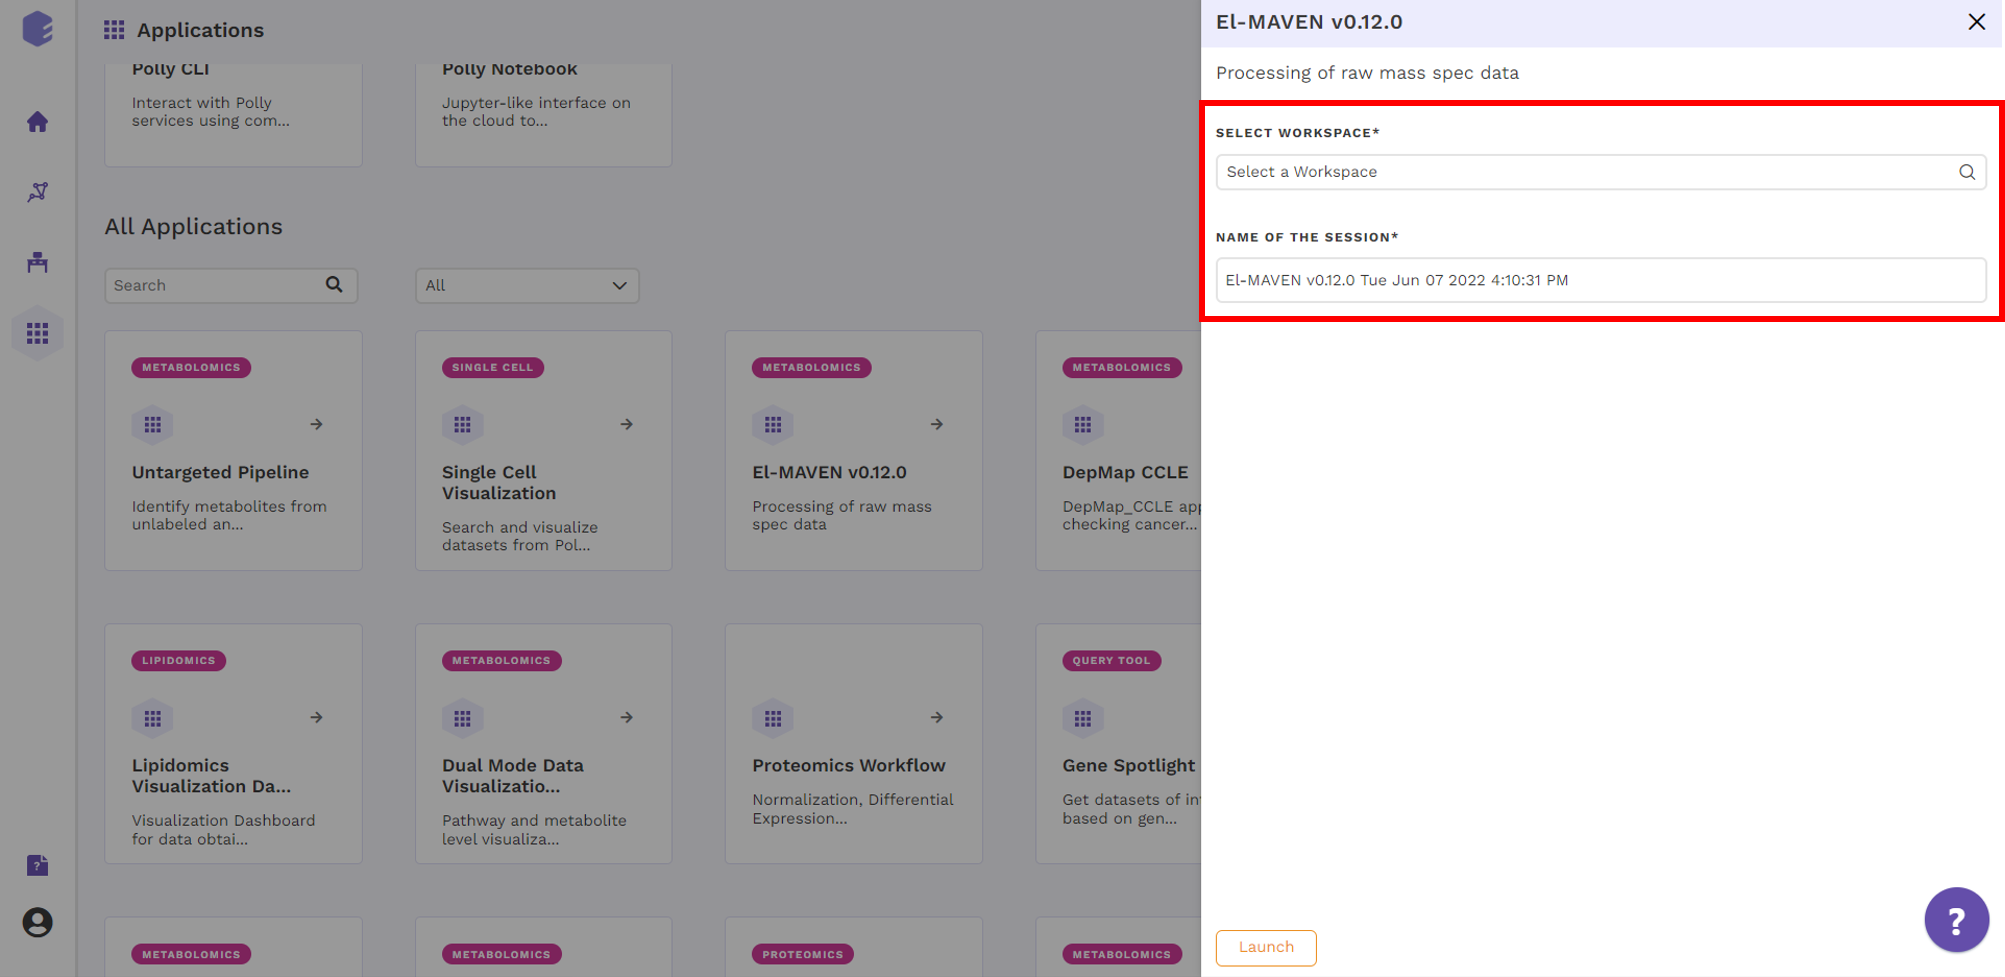 Applications
Polly CLI
Interact with Polly
services using com...
Polly Notebook
Jupyter-like interface on
the cloud to...
All Applications
Search
All
METABOLOMICS
Untargeted Pipeline
Identify metabolites from
unlabeled an...
SINGLE CELL
Single Cell
Visualization
Search and visualize
datasets from Pol...
METABOLOMICS
El-MAVEN v0.12.0
Processing of raw mass
spec data
METABOLOMICS
DepMap CCLE
DepMap_CCLE app
checking cancer...
LIPIDOMICS
Lipidomics
Visualization Da...
Visualization Dashboard
for data obtai...
METABOLOMICS
Dual Mode Data
Visualizatio...
Pathway and metabolite
level visualiza...
Proteomics Workflow
Normalization, Differential
Expression...
QUERY TOOL
Gene Spotlight
Get datasets of in
based on gen...
METABOLOMICS
METABOLOMICS
PROTEOMICS
METABOLOMICS
El-MAVEN v0.12.0
Processing of raw mass spec data
SELECT WORKSPACE*
Select a Workspace
NAME OF THE SESSION*
El-MAVEN v0.12.0 Tue Jun 07 2022 4:10:31 PM
Launch
?
?